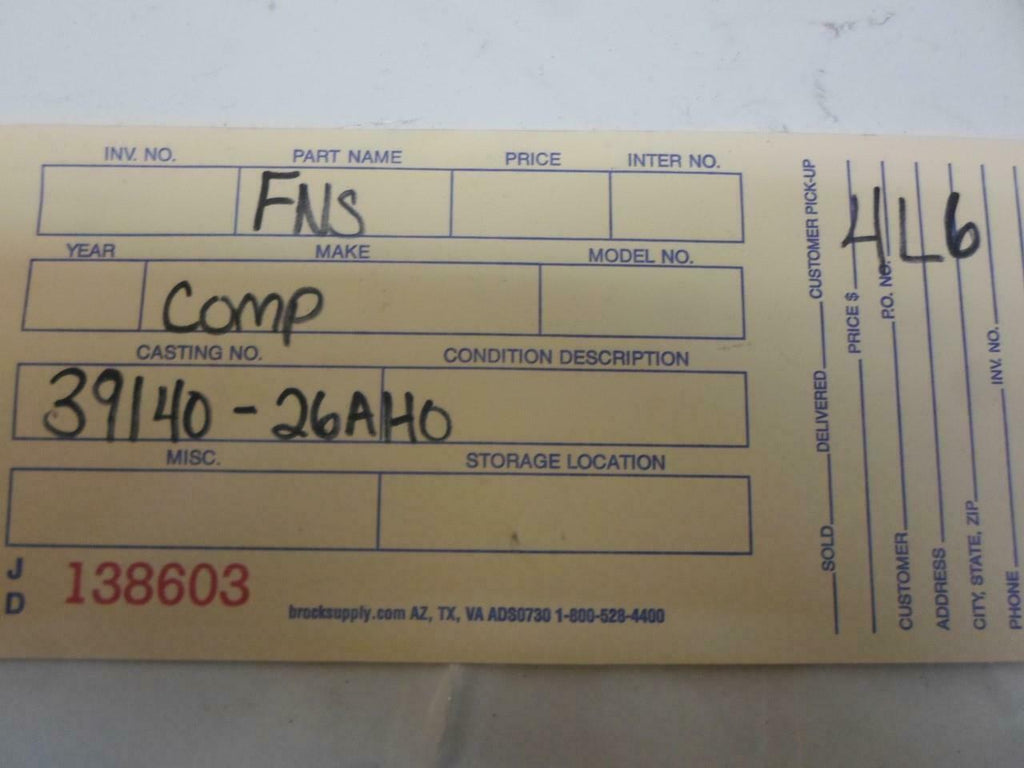 INV. NO. PART NAME PRICE INTER NO.
FNS
YEAR MAKE MODEL NO.
Comp
CASTING NO. CONDITION DESCRIPTION
39140-26AHO
MISC. STORAGE LOCATION
J D
138603
brocksupply.com AZ, TX, VA ADS0730 1-800-528-4400
SOLD DELIVERED CUSTOMER PICK-UP
PRICE $
CUSTOMER P.O. NO.
ADDRESS
CITY, STATE, ZIP
PHONE INV. NO.
4L6